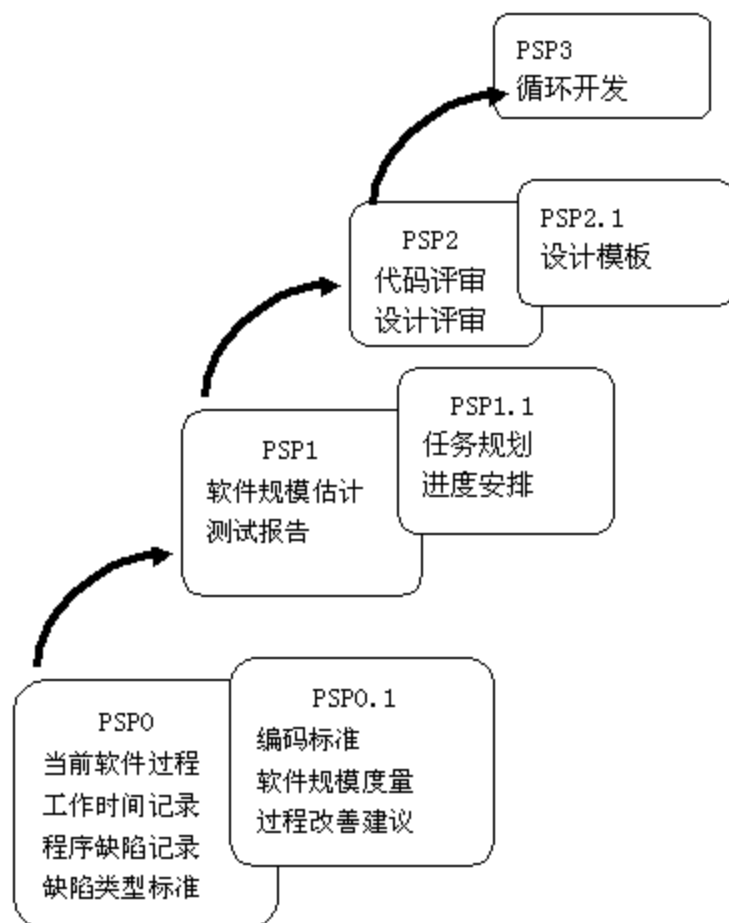 PSP3
循环开发
PSP2
代码评审
设计评审
PSP2.1
设计模板
PSP1
软件规模估计
测试报告
PSP1.1
任务规划
进度安排
PSP0
当前软件过程
工作时间记录
程序缺陷记录
缺陷类型标准
PSP0.1
编码标准
软件规模度量
过程改善建议